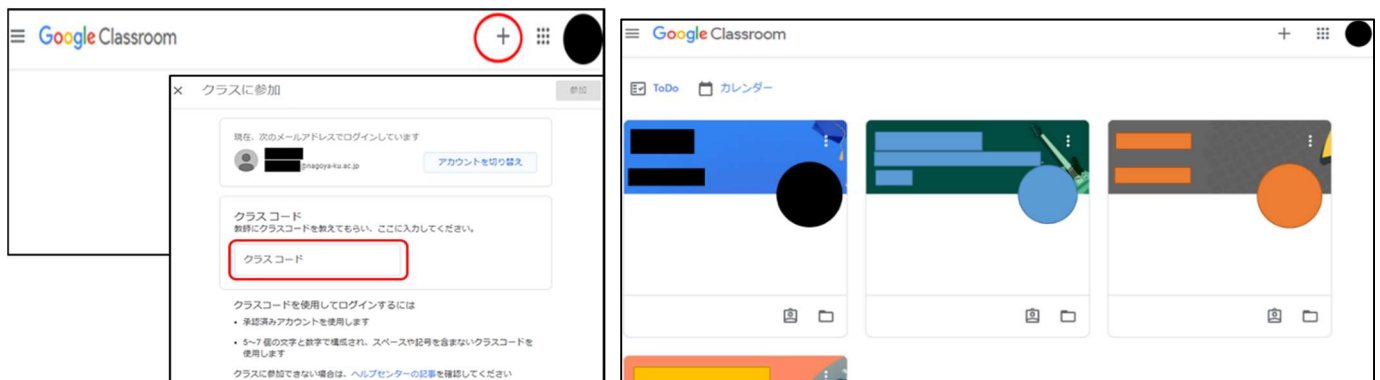 Google Classroom
クラスに参加
参加
現在、次のメールアドレスでログインしています
@nagoya-ku.ac.jp
アカウントを切り替え
クラス コード
教師にクラスコードを教えてもらい、ここに入力してください。
クラス コード
クラスコードを使用してログインするには
• 承認済みアカウントを使用します
• 5～7 個の文字と数字で構成され、スペースや記号を含まないクラスコードを
使用します
クラスに参加できない場合は、ヘルプセンターの記事を確認してください
Google Classroom
ToDo カレンダー